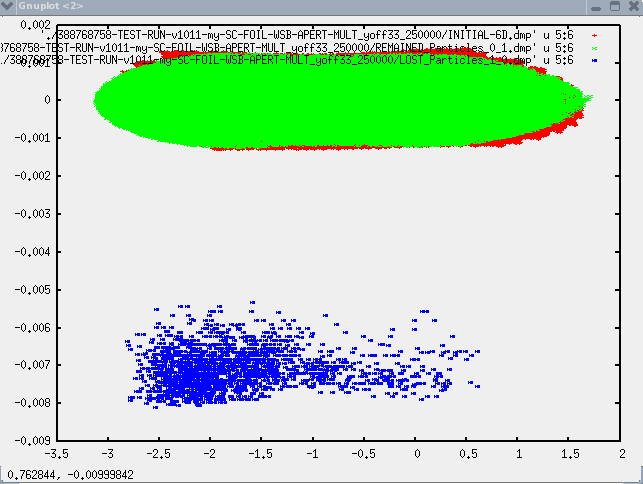 Gnuplot <2>
0.002
'./388768758-TEST-RUN-v1011-my-SC-FOIL-WSB-APERT-MULT_yoff33_250000/INITIAL-6D.dmp' u 5:6
388768758-TEST-RUN-v1011-my-SC-FOIL-WSB-APERT-MULT_yoff33_250000/REMAINED_Particles_0_1.dmp' u 5:6
./388768758-TEST-RUN-v1011-my-SC-FOIL-WSB-APERT-MULT_yoff33_250000/LOST_Particles_1_0.dmp' u 5:6
0.001
0
-0.001
-0.002
-0.003
-0.004
-0.005
-0.006
-0.007
-0.008
-0.009
-3.5 -3 -2.5 -2 -1.5 -1 -0.5 0 0.5 1 1.5 2
0.762844, -0.00999842